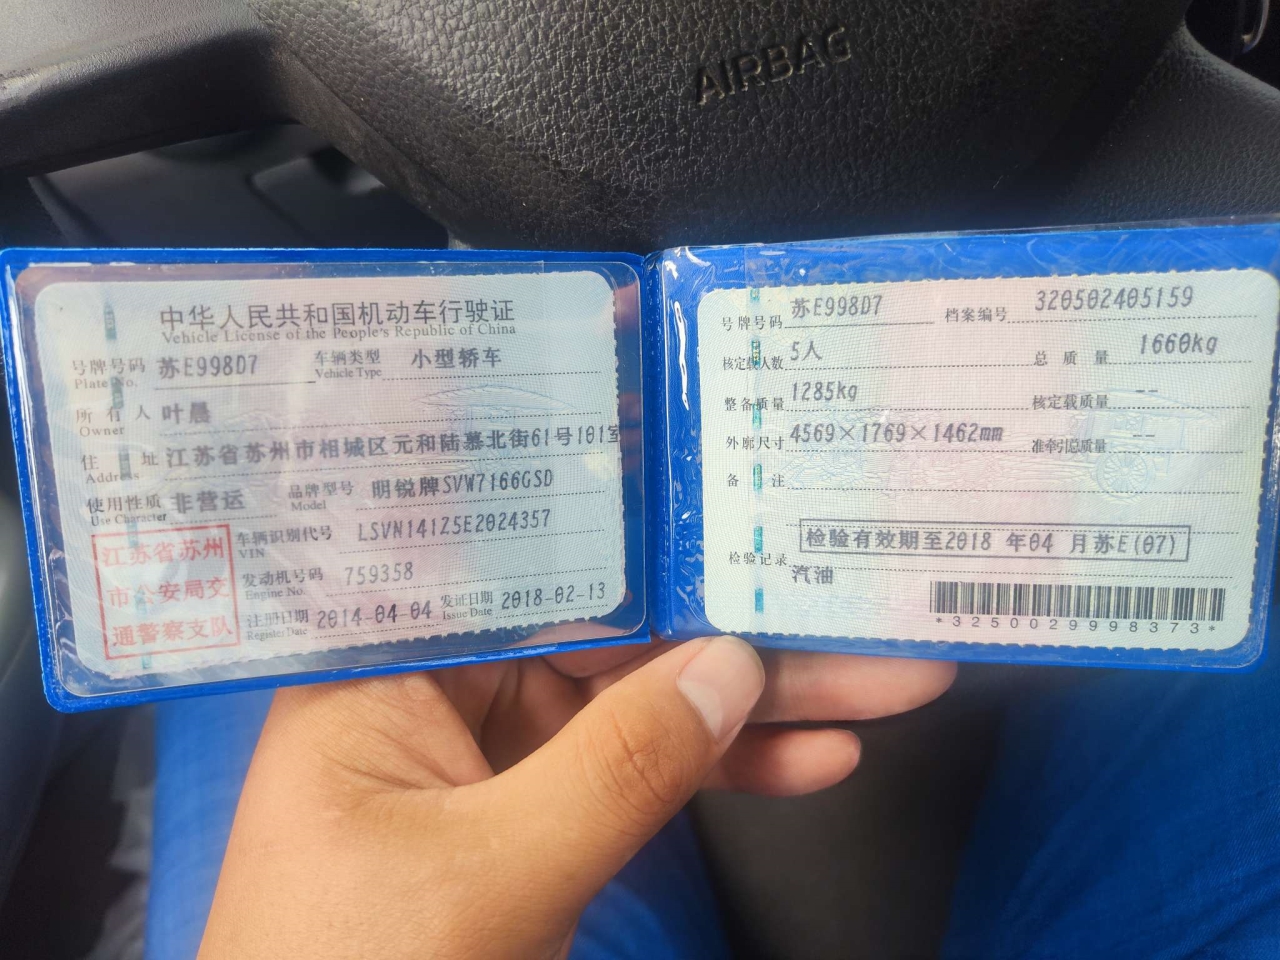 AIRBAG
中华人民共和国机动车行驶证
Vehicle License of the People's Republic of China
号牌号码 苏E998D7 车辆类型 小型轿车
Plate No. Vehicle Type
所有人 叶晨
Owner
住址 江苏省苏州市相城区元和陆慕北街61号101室
Address
使用性质 非营运 品牌型号 明锐牌SVW7166GSD
Use Character Model
车辆识别代号 LSVN141Z5E2024357
VIN
发动机号码 759358
Engine No.
注册日期 2014-04-04 发证日期 2018-02-13
Register Date Issue Date
江苏省苏州
市公安局交
通警察支队
号牌号码 苏E998D7 档案编号 320502405159
核定载人数 5人 总质量 1660kg
整备质量 1285kg 核定载质量 --
外廓尺寸 4569×1769×1462mm 准牵引总质量 --
备注
检验记录 检验有效期至2018 年04 月苏E(07)
汽油
*3250029998373*